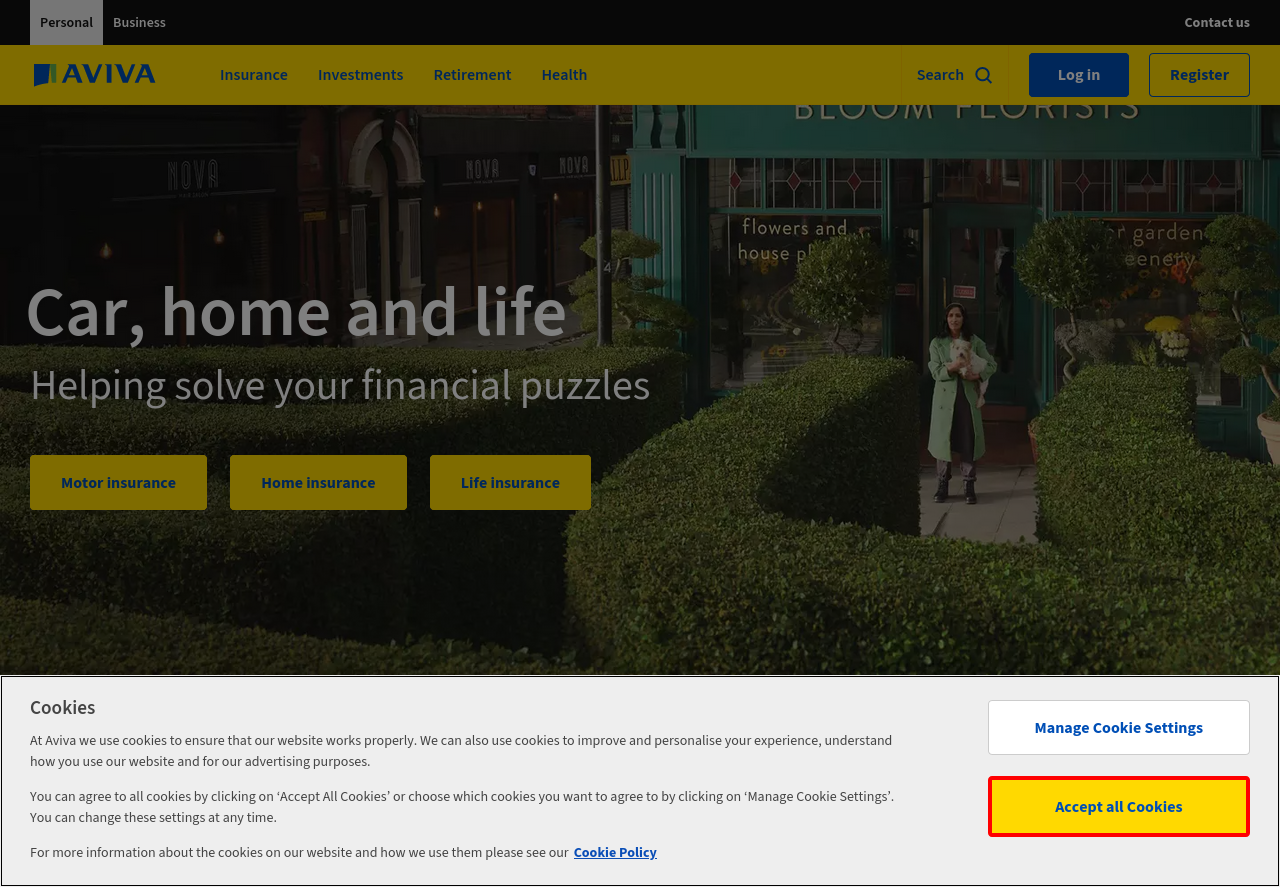 Personal
Business
Contact us
AVIVA
Insurance
Investments
Retirement
Health
Search
Log in
Register
BLOOM FLORISTS
NOVA
NOVA
NOVA
flowers and
house
garden
Car, home and life
Helping solve your financial puzzles
Motor insurance
Home insurance
Life insurance
Cookies
At Aviva we use cookies to ensure that our website works properly. We can also use cookies to improve and personalise your experience, understand
how you use our website and for our advertising purposes.
You can agree to all cookies by clicking on ‘Accept All Cookies’ or choose which cookies you want to agree to by clicking on ‘Manage Cookie Settings’.
You can change these settings at any time.
For more information about the cookies on our website and how we use them please see our Cookie Policy
Manage Cookie Settings
Accept all Cookies